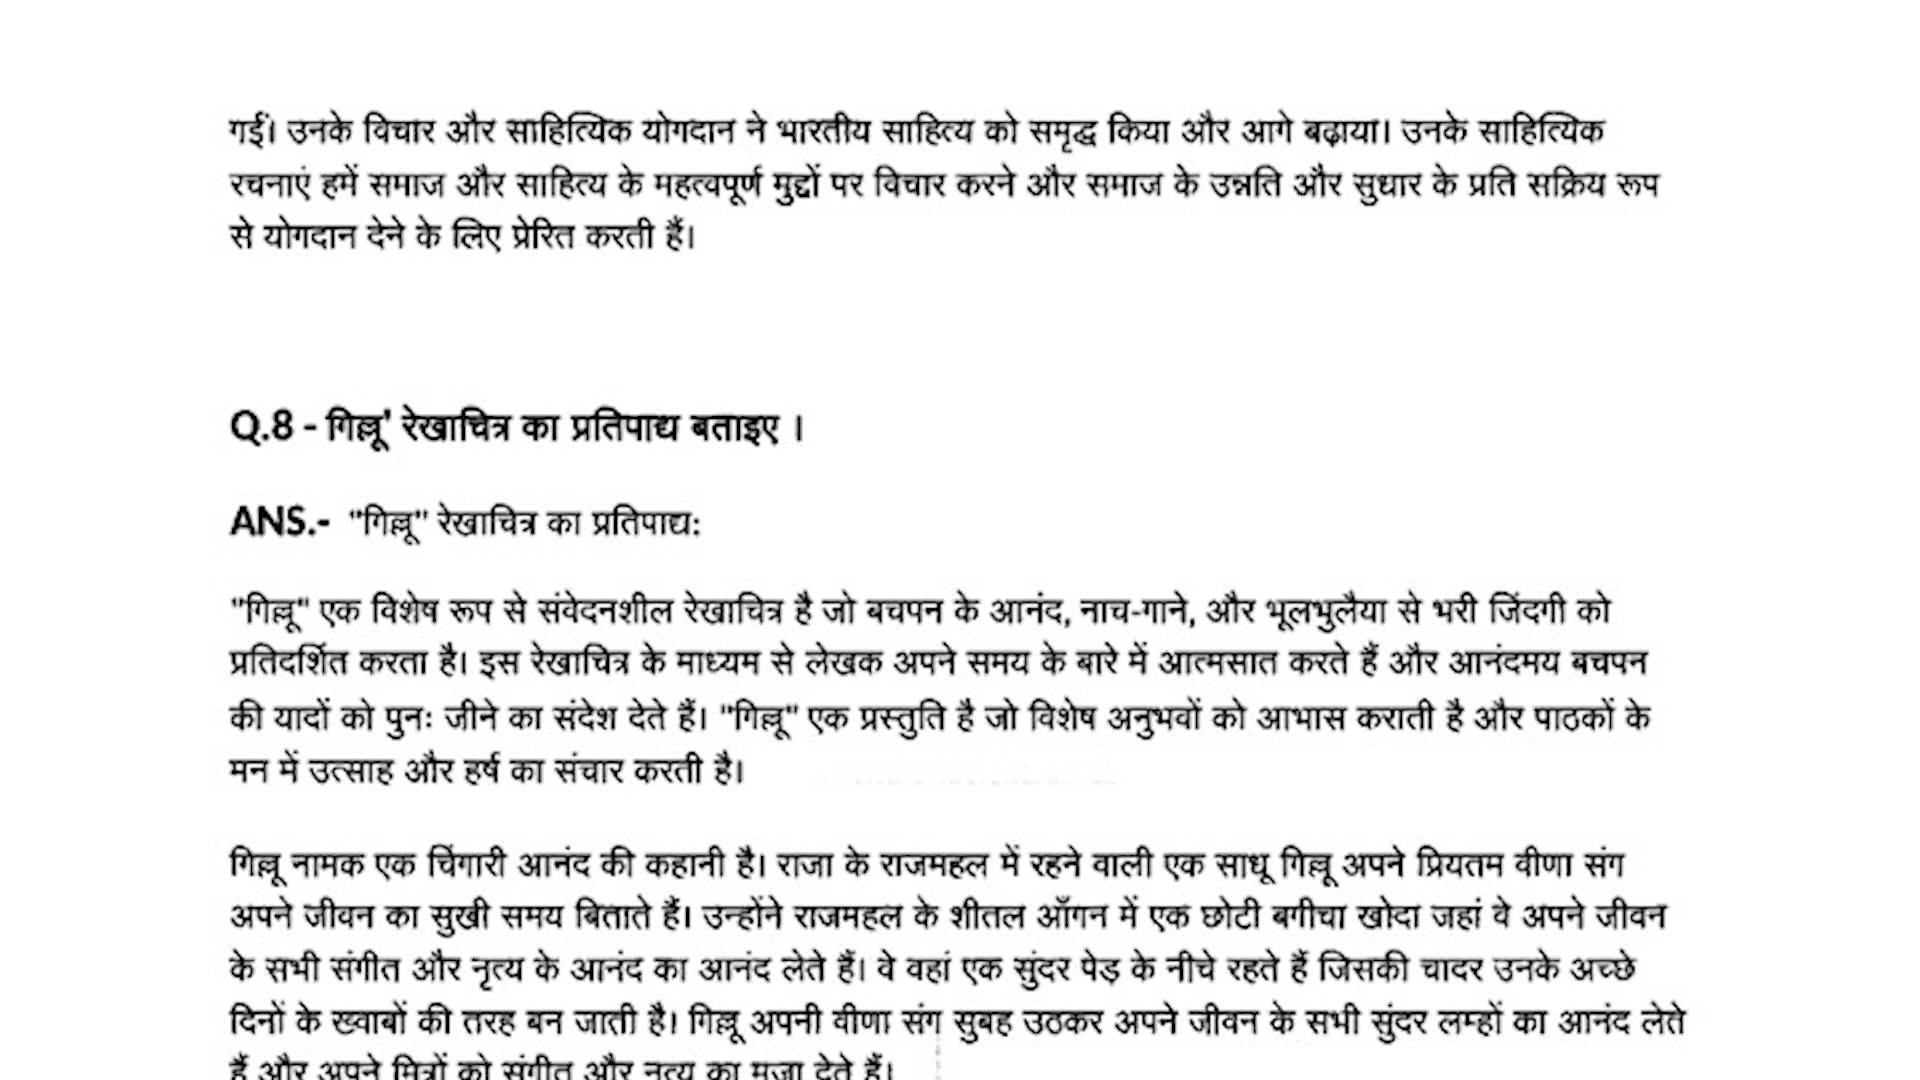 गई। उनके विचार और साहित्यिक योगदान ने भारतीय साहित्य को समृद्ध किया और आगे बढ़ाया। उनके साहित्यिक
रचनाएं हमें समाज और साहित्य के महत्वपूर्ण मुद्दों पर विचार करने और समाज के उन्नति और सुधार के प्रति सक्रिय रूप
से योगदान देने के लिए प्रेरित करती हैं।
Q.8 - गिल्लू' रेखाचित्र का प्रतिपाद्य बताइए ।
ANS.- "गिल्लू" रेखाचित्र का प्रतिपाद्य:
"गिल्लू" एक विशेष रूप से संवेदनशील रेखाचित्र है जो बचपन के आनंद, नाच-गाने, और भूलभुलैया से भरी जिंदगी को
प्रतिदर्शित करता है। इस रेखाचित्र के माध्यम से लेखक अपने समय के बारे में आत्मसात करते हैं और आनंदमय बचपन
की यादों को पुनः जीने का संदेश देते हैं। "गिल्लू" एक प्रस्तुति है जो विशेष अनुभवों को आभास कराती है और पाठकों के
मन में उत्साह और हर्ष का संचार करती है।
गिल्लू नामक एक चिंगारी आनंद की कहानी है। राजा के राजमहल में रहने वाली एक साधू गिल्लू अपने प्रियतम वीणा संग
अपने जीवन का सुखी समय बिताते हैं। उन्होंने राजमहल के शीतल आँगन में एक छोटी बगीचा खोदा जहां वे अपने जीवन
के सभी संगीत और नृत्य के आनंद का आनंद लेते हैं। वे वहां एक सुंदर पेड़ के नीचे रहते हैं जिसकी चादर उनके अच्छे
दिनों के ख्वाबों की तरह बन जाती है। गिल्लू अपनी वीणा संग सुबह उठकर अपने जीवन के सभी सुंदर लम्हों का आनंद लेते
हैं और अपने मित्रों को संगीत और नृत्य का मजा देते हैं।